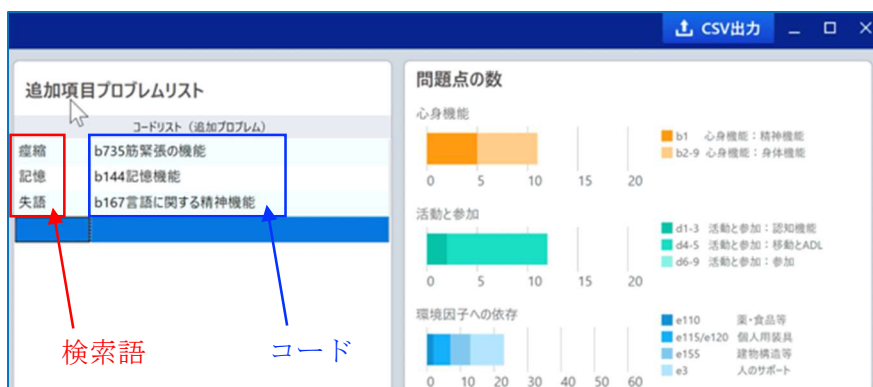 CSV出力
追加項目プロブレムリスト
コードリスト（追加プロブレム）
痙縮 b735筋緊張の機能
記憶 b144記憶機能
失語 b167言語に関する精神機能
検索語
コード
問題点の数
心身機能
0 5 10 15 20
b1 心身機能：精神機能
b2-9 心身機能：身体機能
活動と参加
0 5 10 15 20
d1-3 活動と参加：認知機能
d4-5 活動と参加：移動とADL
d6-9 活動と参加：参加
環境因子への依存
0 10 20 30 40 50 60
e110 薬・食品等
e115/e120 個人用装具
e155 建物構造等
e3 人のサポート